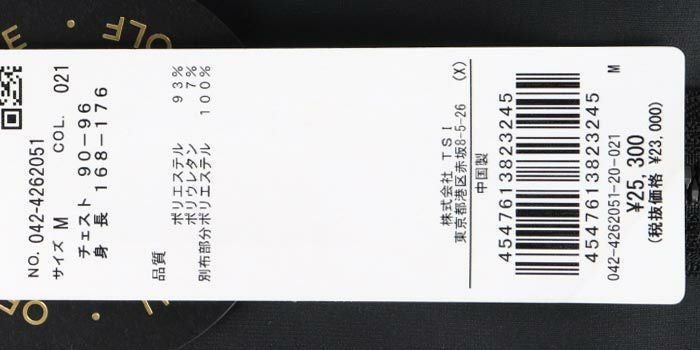 NO. 042-4262051
サイズ M COL. 021
チェスト 90-96
身長 168-176
品質
ポリエステル 93%
ポリウレタン 7%
別布部分ポリエステル 100%
株式会社 TSI
東京都港区赤坂8-5-26 (X)
中国製
4547613823245
4547613823245
042-4262051-20-021 M
¥25,300
(税抜価格 ¥23,000)
OLF